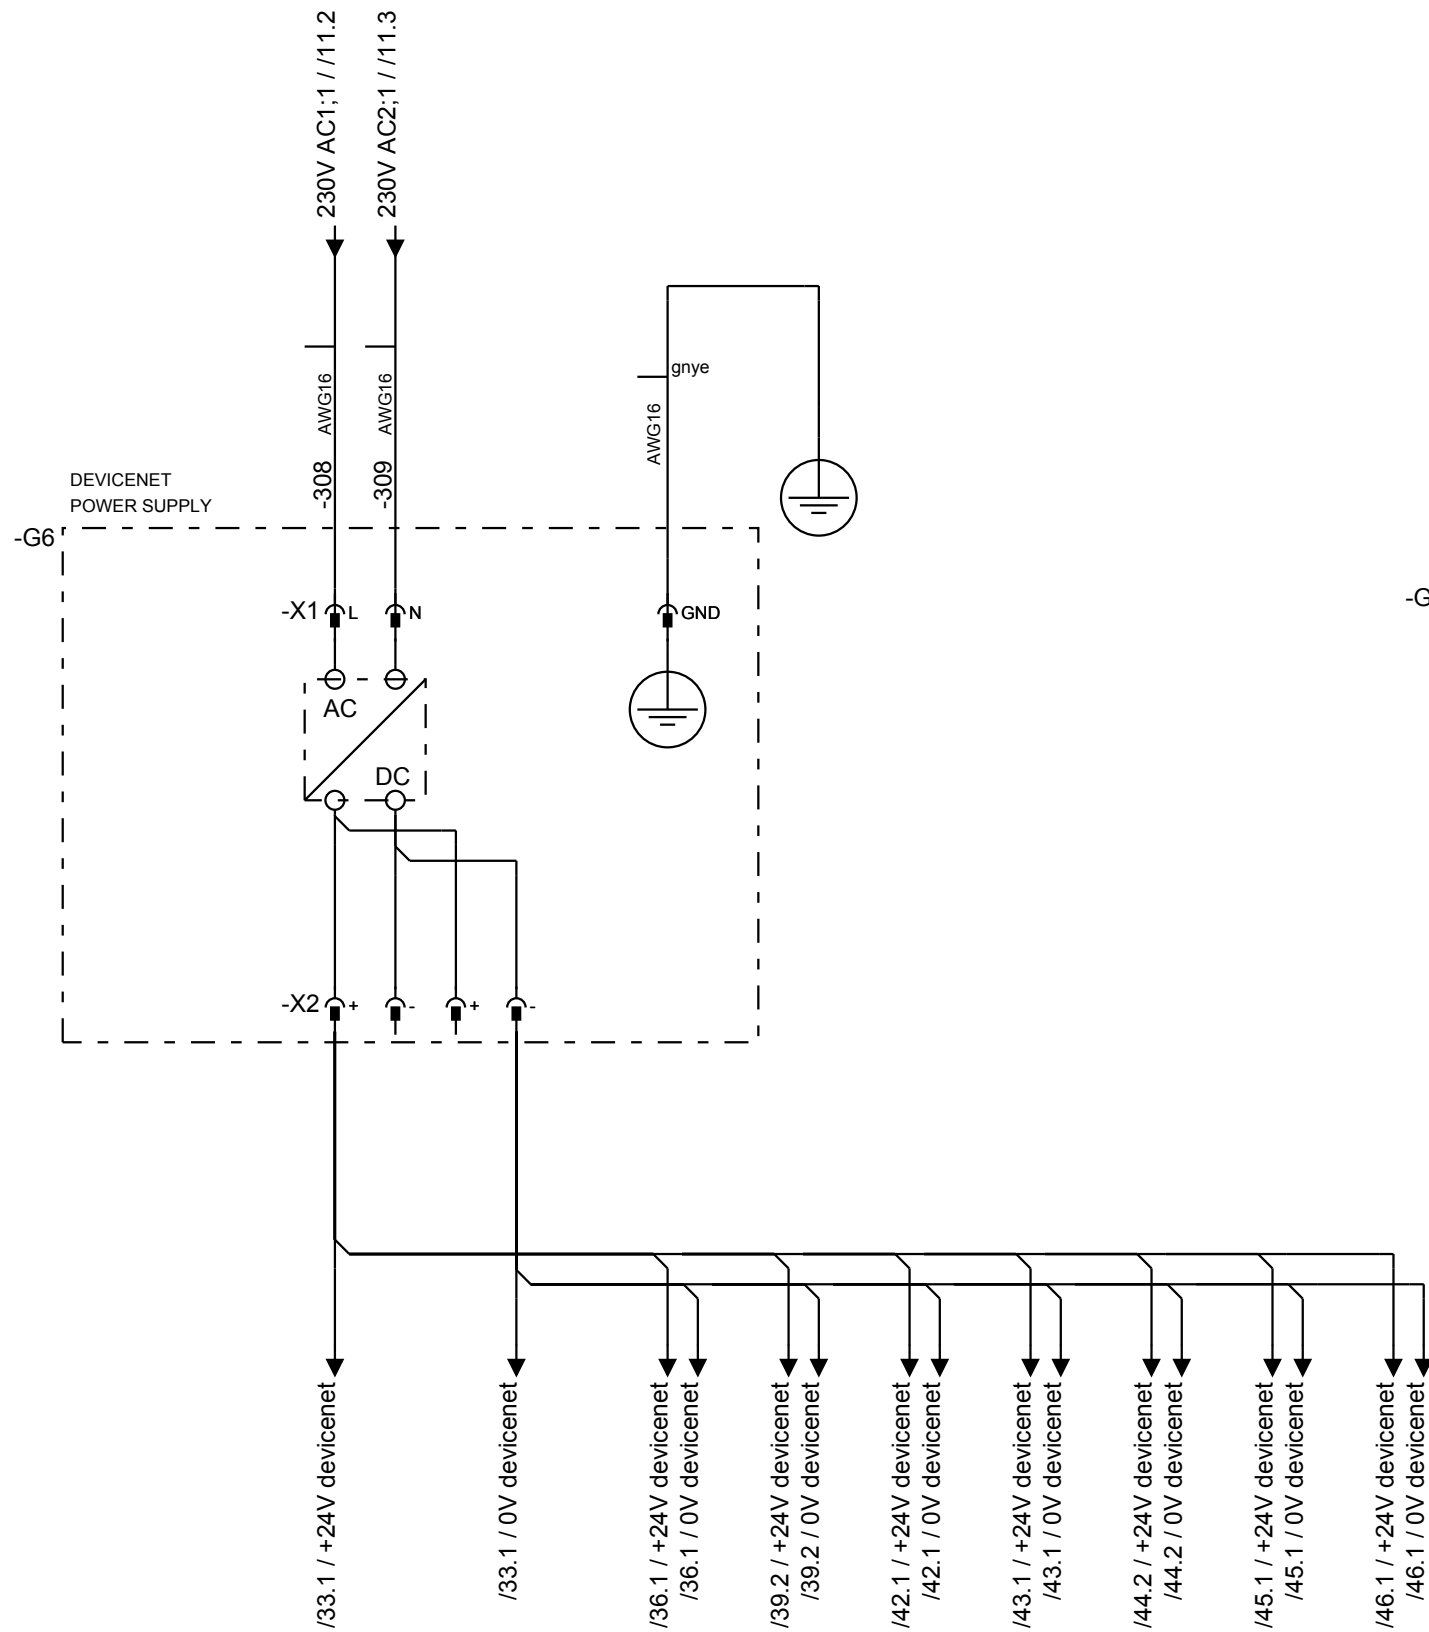 230V AC1;1 / /11.2
230V AC2;1 / /11.3
gnye
AWG16
AWG16
AWG16
-308
-309
DEVICENET
POWER SUPPLY
-G6
-G
-X1
L
N
GND
AC
DC
-X2
+
-
+
-
/33.1 / +24V devicenet
/33.1 / 0V devicenet
/36.1 / +24V devicenet
/36.1 / 0V devicenet
/39.2 / +24V devicenet
/39.2 / 0V devicenet
/42.1 / +24V devicenet
/42.1 / 0V devicenet
/43.1 / +24V devicenet
/43.1 / 0V devicenet
/44.2 / +24V devicenet
/44.2 / 0V devicenet
/45.1 / +24V devicenet
/45.1 / 0V devicenet
/46.1 / +24V devicenet
/46.1 / 0V devicenet